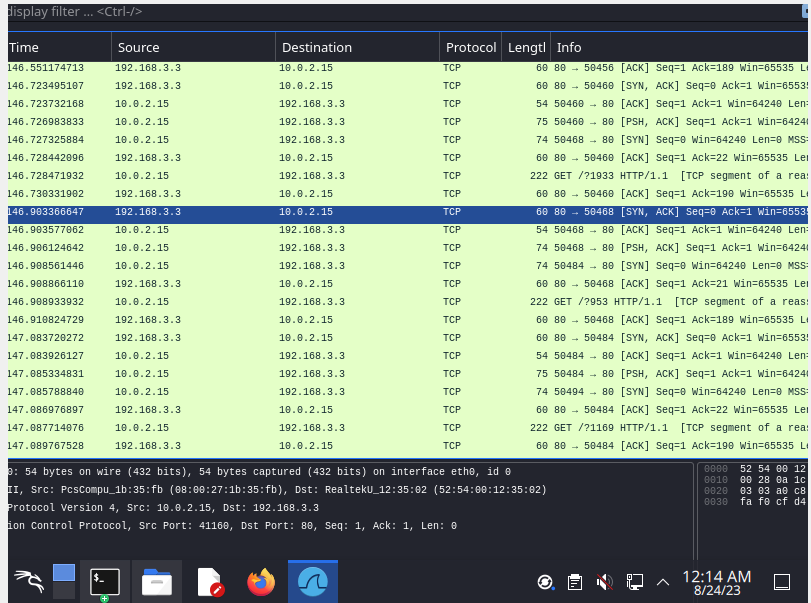 display filter ... <Ctrl-/>
Time Source Destination Protocol Lengtl Info
146.551174713 192.168.3.3 10.0.2.15 TCP 60 80 → 50456 [ACK] Seq=1 Ack=189 Win=65535 Le
146.723495107 192.168.3.3 10.0.2.15 TCP 60 80 → 50460 [SYN, ACK] Seq=0 Ack=1 Win=6553
146.723732168 10.0.2.15 192.168.3.3 TCP 54 50460 → 80 [ACK] Seq=1 Ack=1 Win=64240 Len
146.726983833 10.0.2.15 192.168.3.3 TCP 75 50460 → 80 [PSH, ACK] Seq=1 Ack=1 Win=6424
146.727325884 10.0.2.15 192.168.3.3 TCP 74 50468 → 80 [SYN] Seq=0 Win=64240 Len=0 MSS=
146.728442096 192.168.3.3 10.0.2.15 TCP 60 80 → 50460 [ACK] Seq=1 Ack=22 Win=65535 Le
146.728471932 10.0.2.15 192.168.3.3 TCP 222 GET /?1933 HTTP/1.1 [TCP segment of a reas
146.730331902 192.168.3.3 10.0.2.15 TCP 60 80 → 50460 [ACK] Seq=1 Ack=190 Win=65535 L
146.903366647 192.168.3.3 10.0.2.15 TCP 60 80 → 50468 [SYN, ACK] Seq=0 Ack=1 Win=6553
146.903577062 10.0.2.15 192.168.3.3 TCP 54 50468 → 80 [ACK] Seq=1 Ack=1 Win=64240 Len
146.906124642 10.0.2.15 192.168.3.3 TCP 74 50468 → 80 [PSH, ACK] Seq=1 Ack=1 Win=6424
146.908561446 10.0.2.15 192.168.3.3 TCP 74 50484 → 80 [SYN] Seq=0 Win=64240 Len=0 MSS=
146.908866110 192.168.3.3 10.0.2.15 TCP 60 80 → 50468 [ACK] Seq=1 Ack=21 Win=65535 Le
146.908933932 10.0.2.15 192.168.3.3 TCP 222 GET /?953 HTTP/1.1 [TCP segment of a reass
146.910824729 192.168.3.3 10.0.2.15 TCP 60 80 → 50468 [ACK] Seq=1 Ack=189 Win=65535 L
147.083720272 192.168.3.3 10.0.2.15 TCP 60 80 → 50484 [SYN, ACK] Seq=0 Ack=1 Win=6553
147.083926127 10.0.2.15 192.168.3.3 TCP 54 50484 → 80 [ACK] Seq=1 Ack=1 Win=64240 Len
147.085334831 10.0.2.15 192.168.3.3 TCP 75 50484 → 80 [PSH, ACK] Seq=1 Ack=1 Win=6424
147.085788840 10.0.2.15 192.168.3.3 TCP 74 50494 → 80 [SYN] Seq=0 Win=64240 Len=0 MSS=
147.086976897 192.168.3.3 10.0.2.15 TCP 60 80 → 50484 [ACK] Seq=1 Ack=22 Win=65535 Le
147.087714076 10.0.2.15 192.168.3.3 TCP 222 GET /?1169 HTTP/1.1 [TCP segment of a reas
147.089767528 192.168.3.3 10.0.2.15 TCP 60 80 → 50484 [ACK] Seq=1 Ack=190 Win=65535 L
0: 54 bytes on wire (432 bits), 54 bytes captured (432 bits) on interface eth0, id 0
II, Src: PcsCompu_1b:35:fb (08:00:27:1b:35:fb), Dst: RealtekU_12:35:02 (52:54:00:12:35:02)
Protocol Version 4, Src: 10.0.2.15, Dst: 192.168.3.3
ion Control Protocol, Src Port: 41160, Dst Port: 80, Seq: 1, Ack: 1, Len: 0
0000 52 54 00 12
0010 00 28 0a 1c
0020 03 03 a0 c8
0030 fa f0 cf d4
$_
12:14 AM
8/24/23